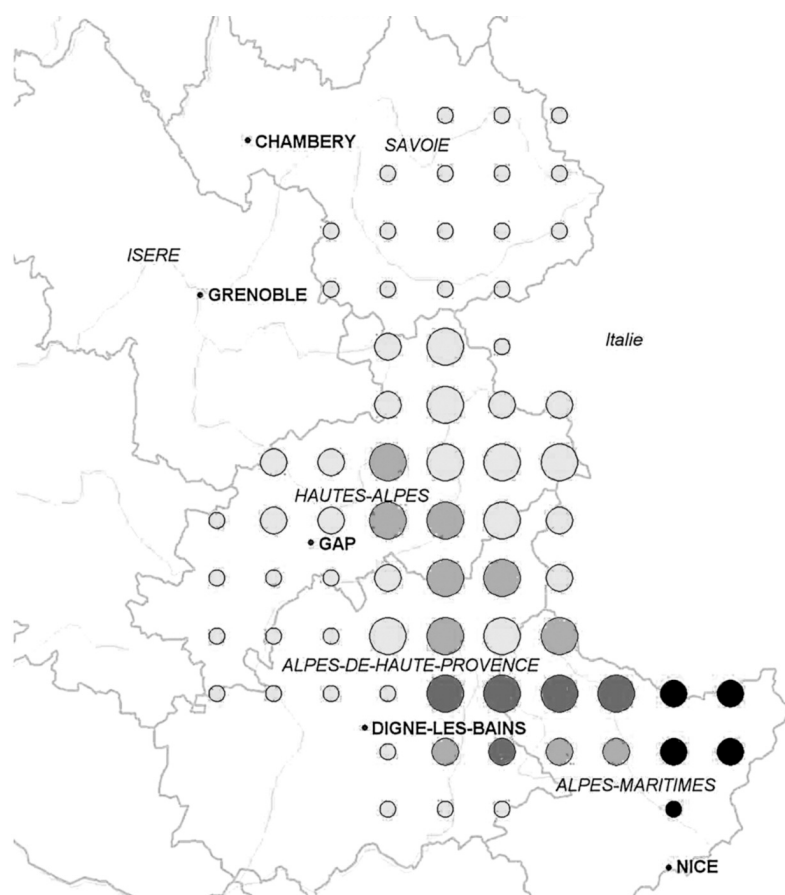 CHAMBERY
SAVOIE
ISERE
GRENOBLE
Italie
HAUTES-ALPES
GAP
ALPES-DE-HAUTE-PROVENCE
DIGNE-LES-BAINS
ALPES-MARITIMES
NICE